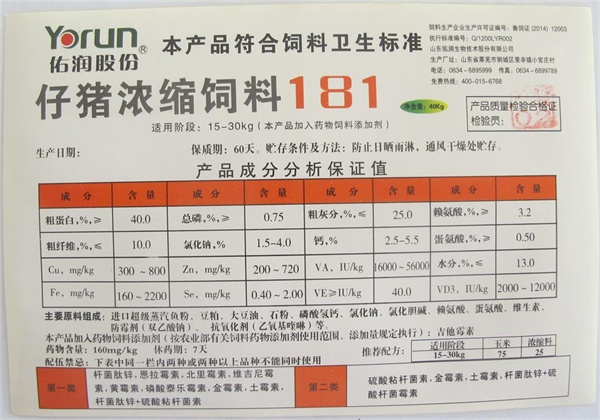 Yorun®
佑润股份
本产品符合饲料卫生标准
饲料生产企业生产许可证编号:鲁饲证 (2014) 12003
执行标准编号:Q/1200LYR002
山东佑润生物技术股份有限公司
生产厂址:山东省莱芜市钢城区里辛镇小官庄村
电话:0634-6895999 传真:0634-6899789
免费热线:400-015-6768
仔猪浓缩饲料181
净含量:40Kg
产品质量检验合格证
检验员:
适用阶段:15-30kg(本产品加入药物饲料添加剂)
生产日期: 保质期:60天。贮存条件及方法:防止日晒雨淋,通风干燥处贮存。
产品成分分析保证值
成分 含量 成分 含量 成分 含量 成分 含量
粗蛋白,%,≥ 40.0 总磷,%,≥ 0.75 粗灰分,%,≤ 25.0 赖氨酸,%,≥ 3.2
粗纤维,%,≤ 10.0 氯化钠,% 1.5-4.0 钙,% 2.5-5.5 蛋氨酸,%,≥ 0.50
Cu, mg/kg 300~800 Zn, mg/kg 200~720 VA, IU/kg 16000~56000 水分,%,≤ 13.0
Fe, mg/kg 160~2200 Se, mg/kg 0.40~2.00 VE≥IU/kg 40.0 VD3, IU/kg 2000~12000
主要原料组成:进口超级蒸汽鱼粉、豆粕、大豆油、石粉、磷酸氢钙、氯化钠、氯化胆碱、赖氨酸、蛋氨酸、维生素、
防霉剂(双乙酸钠)、抗氧化剂(乙氧基喹啉)等。
本产品加入药物饲料添加剂(按农业部有关饲料药物添加剂使用范围、添加量规定执行):吉他霉素
药物含量:160mg/kg 休药期:7天
配伍禁忌:下表中同一栏内两种或两种以上品种不能同时使用
推荐配方:
适用阶段 玉米 浓缩料
15-30kg 75 25
第一类
杆菌肽锌、恩拉霉素、北里霉素、维吉尼霉
素、黄霉素、磷酸泰乐霉素、金霉素、土霉素、
杆菌肽锌+硫酸粘杆菌素
第二类
硫酸粘杆菌素、金霉素、土霉素、杆菌肽锌+硫
酸杆菌霉素